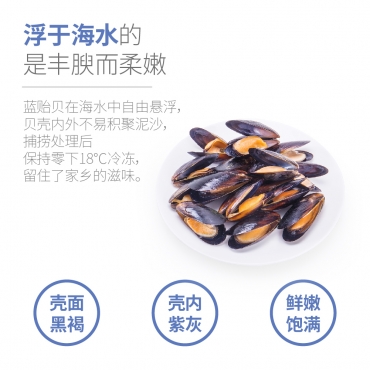 浮于海水的
是丰腴而柔嫩
蓝贻贝在海水中自由悬浮，
贝壳内外不易积聚泥沙，
捕捞处理后
保持零下18℃冷冻，
留住了家乡的滋味。
壳面
黑褐
壳内
紫灰
鲜嫩
饱满